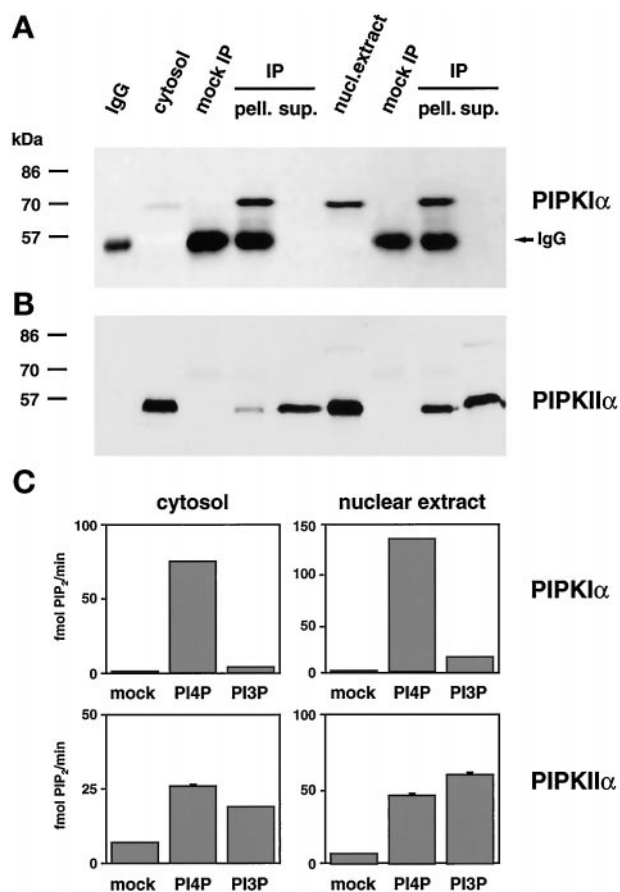 A
IgG
cytosol
mock IP
IP
pell. sup.
nucl.extract
mock IP
IP
pell. sup.
kDa
86
70
57
PIPKIα
IgG
B
86
70
57
PIPKIIα
C
cytosol
nuclear extract
fmol PIP₂/min
100
50
0
mock PI4P PI3P
150
100
50
0
mock PI4P PI3P
PIPKIα
fmol PIP₂/min
50
25
0
mock PI4P PI3P
100
50
0
mock PI4P PI3P
PIPKIIα